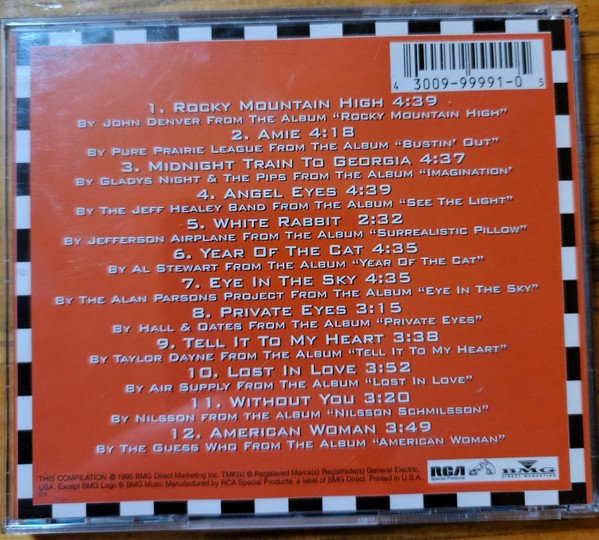 4 3009-99991-0 5
1. ROCKY MOUNTAIN HIGH 4:39
BY JOHN DENVER FROM THE ALBUM "ROCKY MOUNTAIN HIGH"
2. AMIE 4:18
BY PURE PRAIRIE LEAGUE FROM THE ALBUM "BUSTIN' OUT"
3. MIDNIGHT TRAIN TO GEORGIA 4:37
BY GLADYS NIGHT & THE PIPS FROM THE ALBUM "IMAGINATION'
4. ANGEL EYES 4:39
BY THE JEFF HEALEY BAND FROM THE ALBUM "SEE THE LIGHT"
5. WHITE RABBIT 2:32
BY JEFFERSON AIRPLANE FROM THE ALBUM "SURREALISTIC PILLOW"
6. YEAR OF THE CAT 4:35
BY AL STEWART FROM THE ALBUM "YEAR OF THE CAT"
7. EYE IN THE SKY 4:35
BY THE ALAN PARSONS PROJECT FROM THE ALBUM "EYE IN THE SKY"
8. PRIVATE EYES 3:15
BY HALL & OATES FROM THE ALBUM "PRIVATE EYES"
9. TELL IT TO MY HEART 3:38
BY TAYLOR DAYNE FROM THE ALBUM "TELL IT TO MY HEART"
10. LOST IN LOVE 3:52
BY AIR SUPPLY FROM THE ALBUM "LOST IN LOVE"
11. WITHOUT YOU 3:20
BY NILSSON FROM THE ALBUM "NILSSON SCHMILSSON"
12. AMERICAN WOMAN 3:49
BY THE GUESS WHO FROM THE ALBUM "AMERICAN WOMAN"
THIS COMPILATION © 1995 BMG Direct Marketing Inc. TMK(s) ® Registered Marca(s) Registrada(s) General Electric,
USA. Except BMG Logo ® BMG Music Manufactured by RCA Special Products, a label of BMG Direct. Printed in U.S.A.
RCA
Special Products
BMG
DIRECT MARKETING